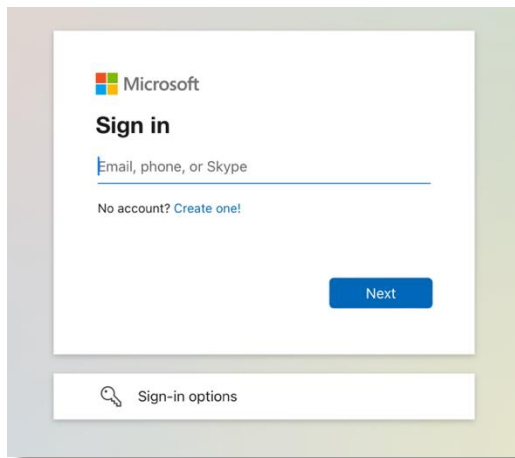 Microsoft
Sign in
Email, phone, or Skype
No account? Create one!
Next
Sign-in options